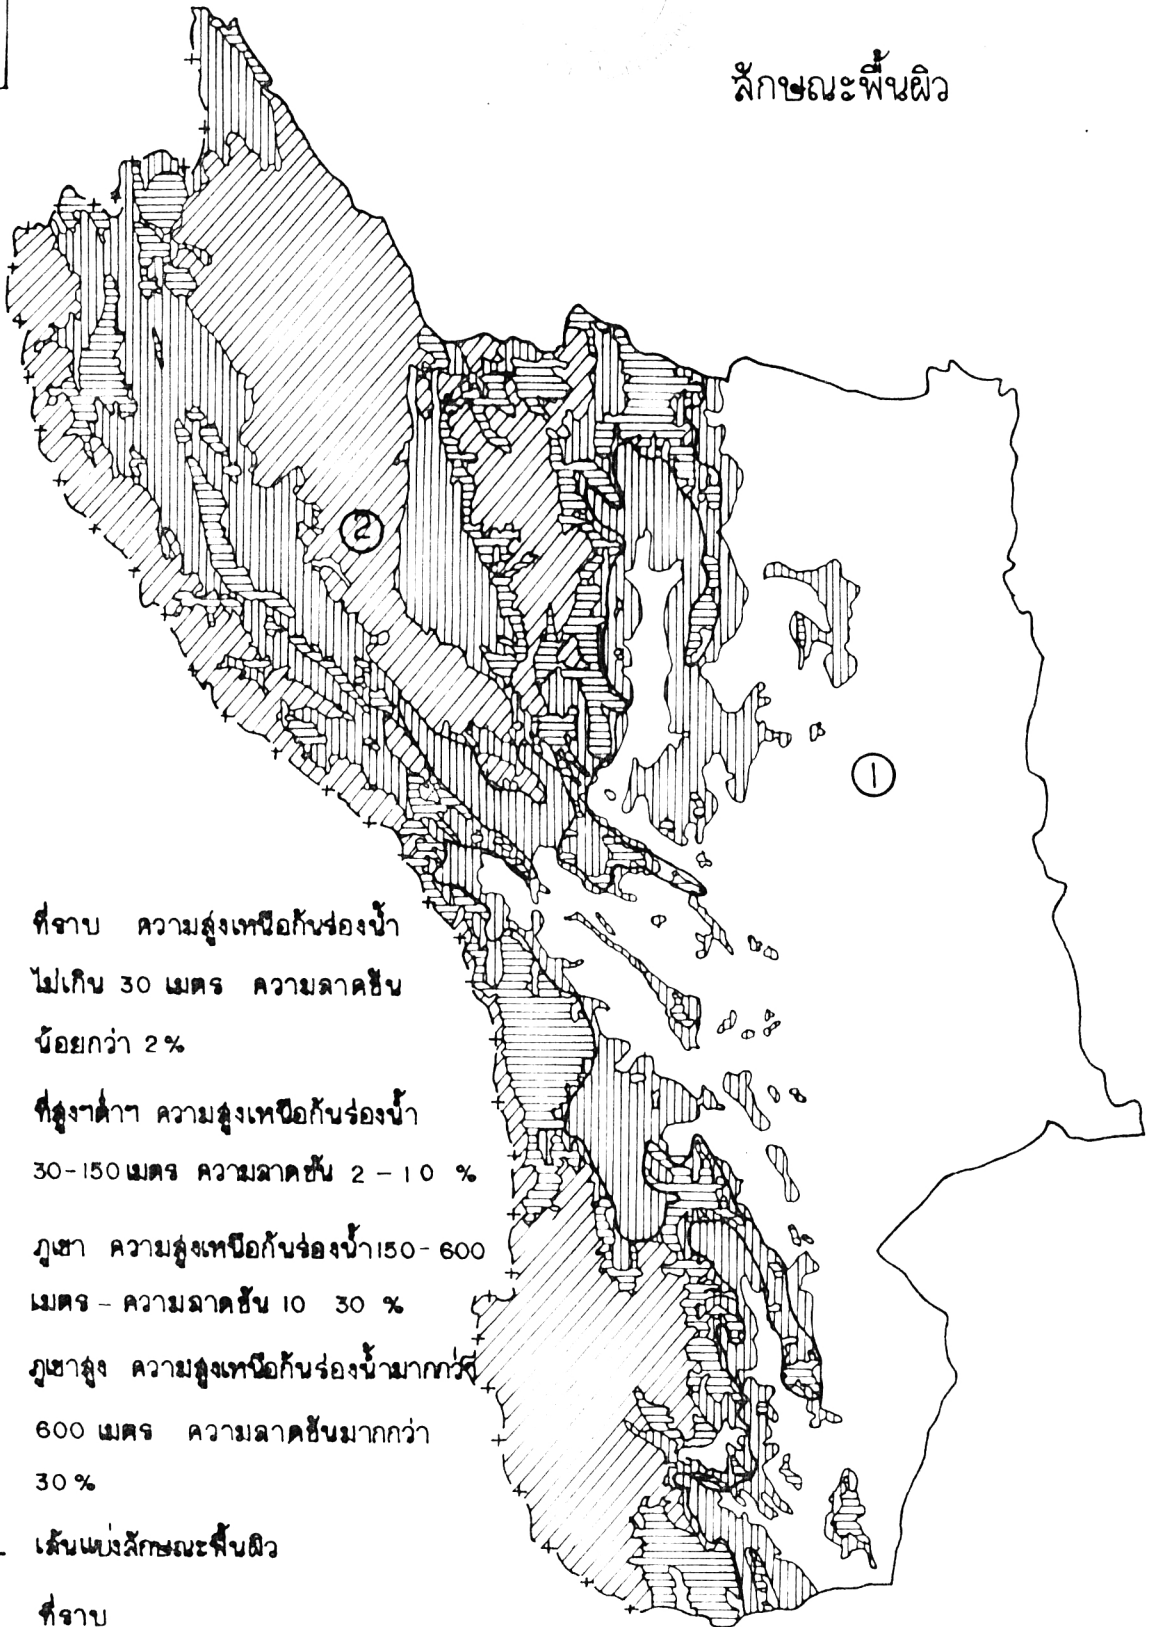 ลักษณะพื้นผิว
②
①
ที่ราบ ความสูงเหนือก้นร่องน้ำ
ไม่เกิน 30 เมตร ความลาดชัน
น้อยกว่า 2%
ที่สูงๆต่ำๆ ความสูงเหนือก้นร่องน้ำ
30-150 เมตร ความลาดชัน 2 - 10 %
ภูเขา ความสูงเหนือก้นร่องน้ำ 150-600
เมตร - ความลาดชัน 10 30 %
ภูเขาสูง ความสูงเหนือก้นร่องน้ำมากกว่า
600 เมตร ความลาดชันมากกว่า
30 %
เส้นแบ่งลักษณะพื้นผิว
ที่ราบ